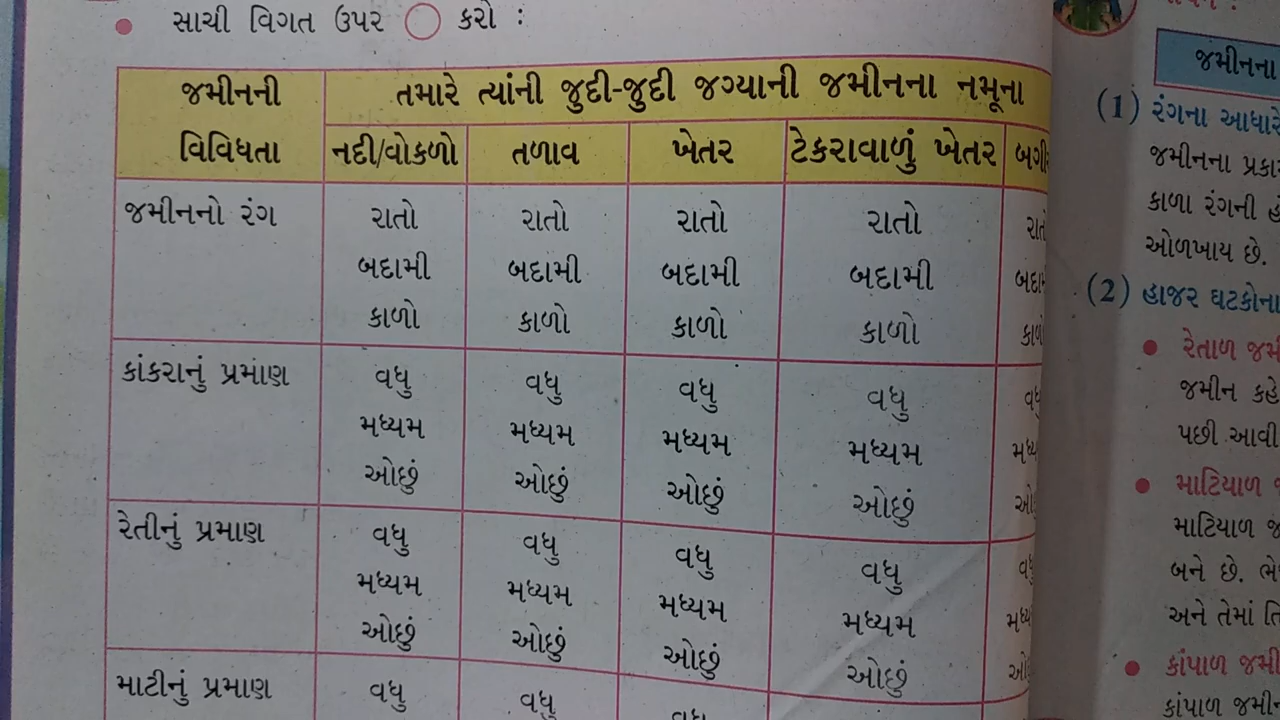 સાચી વિગત ઉપર કરો :
જમીનની વિવિધતા
તમારે ત્યાંની જુદી-જુદી જગ્યાની જમીનના નમૂના
નદી/વોકળો તળાવ ખેતર ટેકરાવાળું ખેતર
જમીનનો રંગ રાતો રાતો રાતો રાતો
બદામી બદામી બદામી બદામી
કાળો કાળો કાળો કાળો
કાંકરાનું પ્રમાણ વધુ વધુ વધુ વધુ
મધ્યમ મધ્યમ મધ્યમ મધ્યમ
ઓછું ઓછું ઓછું ઓછું
રેતીનું પ્રમાણ વધુ વધુ વધુ વધુ
મધ્યમ મધ્યમ મધ્યમ મધ્યમ
ઓછું ઓછું ઓછું ઓછું
માટીનું પ્રમાણ વધુ વધુ
જમીનના
(1) રંગના આધારે
જમીનના
કાળા રંગની
ઓળખાય છે.
(2) હાજર ઘટકોના
રેતાળ
જમીન
પછી આવી
માટિયાળ
માટિયાળ
બને છે.
અને તેમાં
કાંપાળ
કાંપાળ